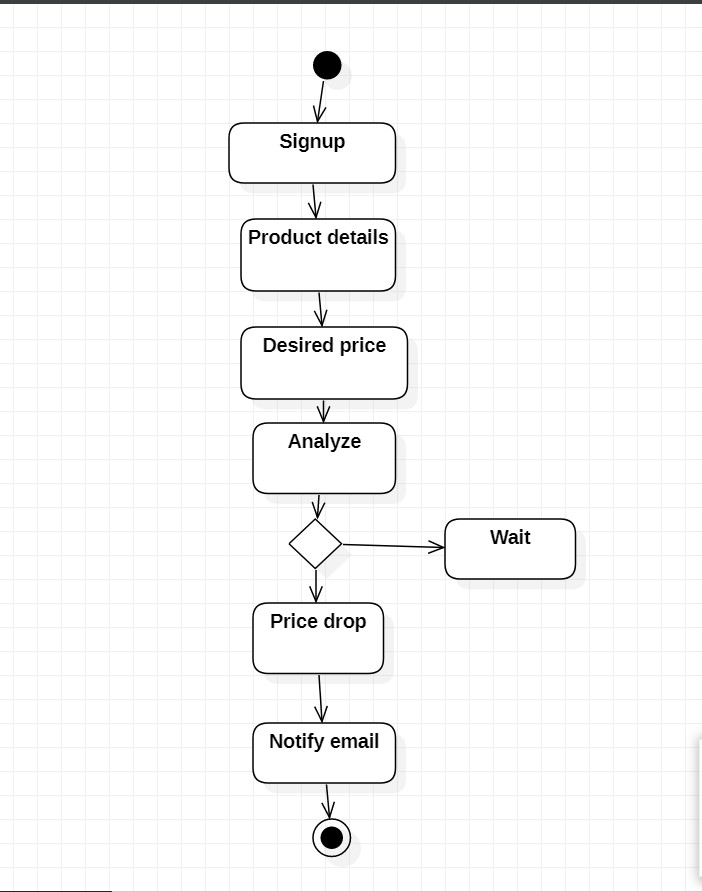 Signup
Product details
Desired price
Analyze
Wait
Price drop
Notify email